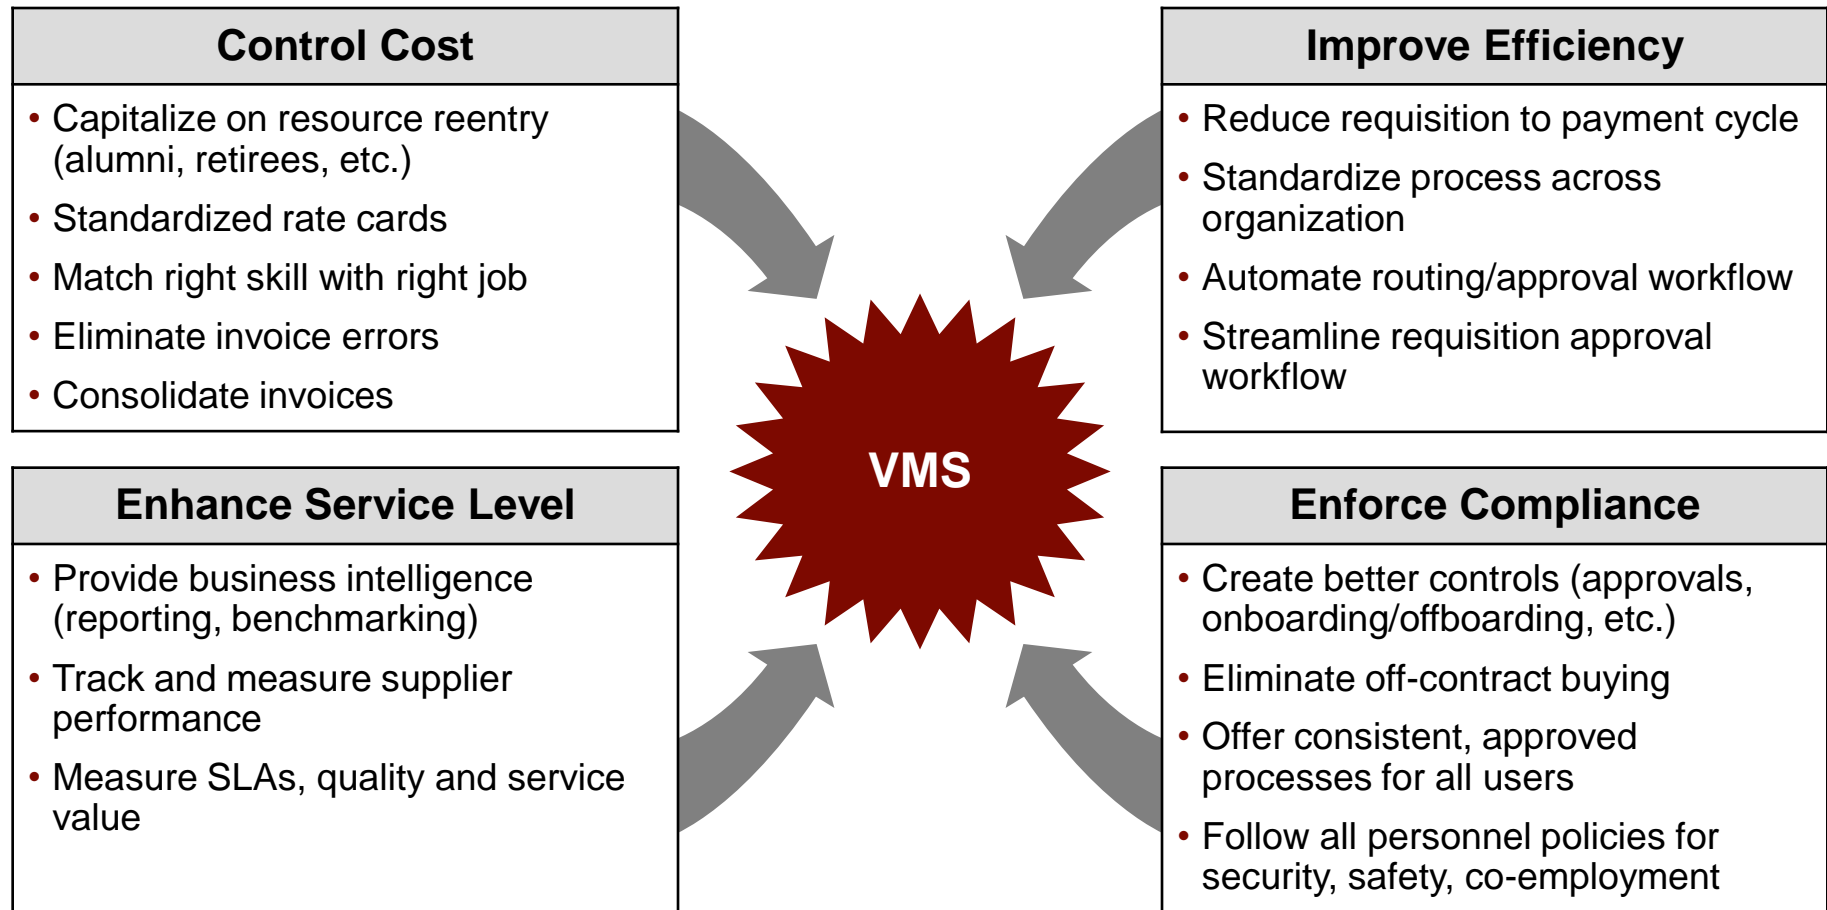 Control Cost
• Capitalize on resource reentry
(alumni, retirees, etc.)
• Standardized rate cards
• Match right skill with right job
• Eliminate invoice errors
• Consolidate invoices
Improve Efficiency
• Reduce requisition to payment cycle
• Standardize process across
organization
• Automate routing/approval workflow
• Streamline requisition approval
workflow
VMS
Enhance Service Level
• Provide business intelligence
(reporting, benchmarking)
• Track and measure supplier
performance
• Measure SLAs, quality and service
value
Enforce Compliance
• Create better controls (approvals,
onboarding/offboarding, etc.)
• Eliminate off-contract buying
• Offer consistent, approved
processes for all users
• Follow all personnel policies for
security, safety, co-employment